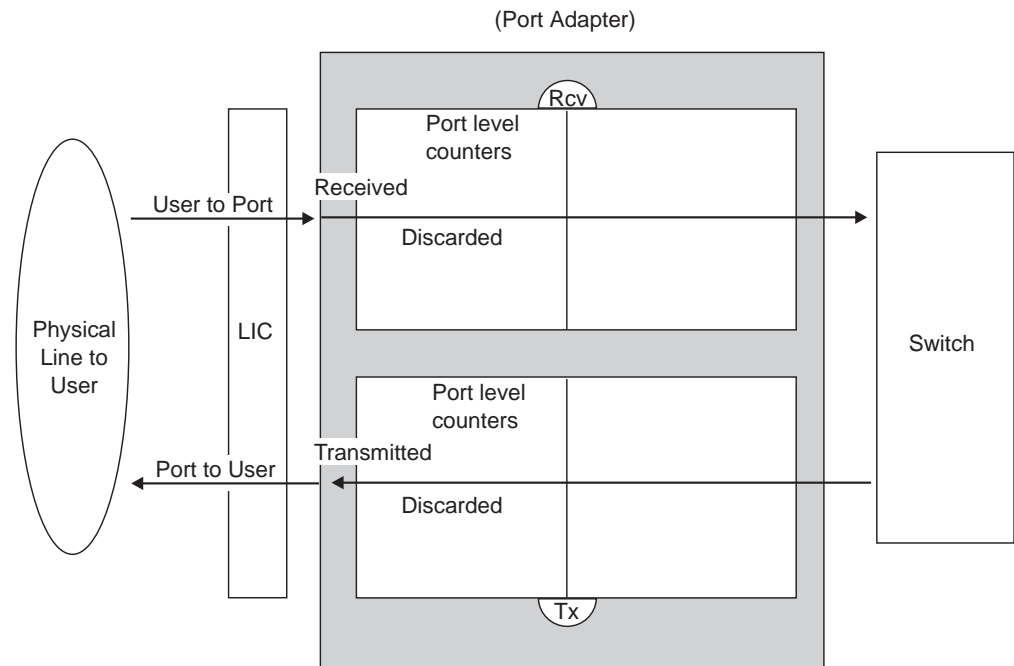 (Port Adapter)
Rcv
Port level
counters
Received
User to Port
Discarded
Physical
Line to
User
LIC
Switch
Port level
counters
Transmitted
Port to User
Discarded
Tx